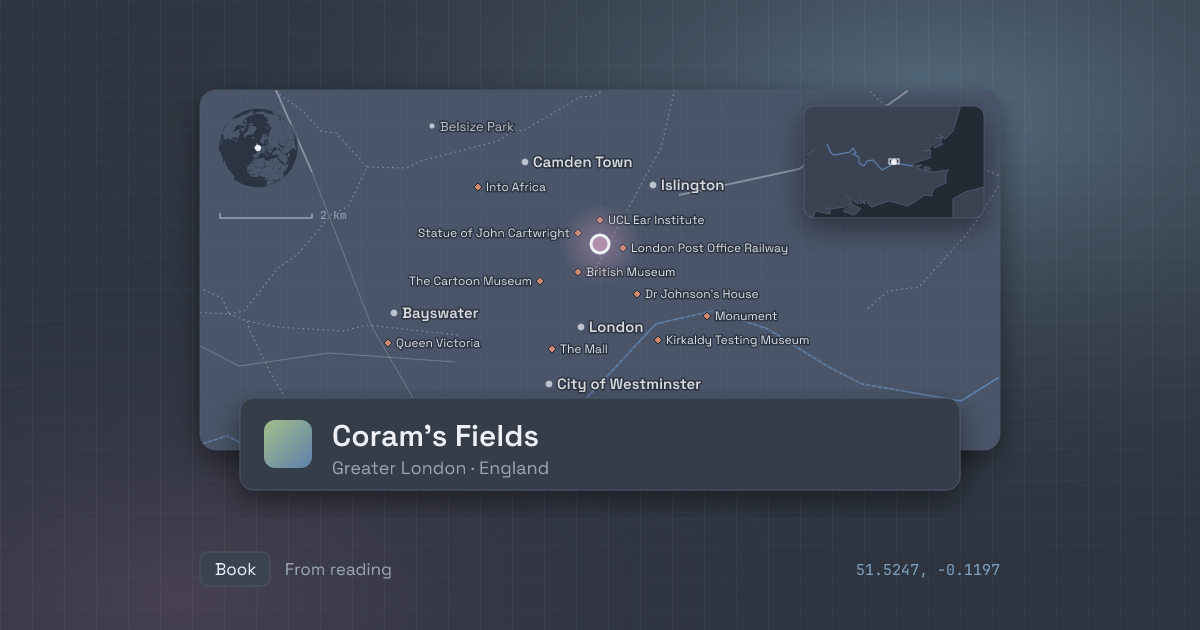 Belsize Park
Camden Town
Into Africa
Islington
2 km
UCL Ear Institute
Statue of John Cartwright
London Post Office Railway
British Museum
The Cartoon Museum
Dr Johnson's House
Bayswater
Monument
London
Queen Victoria
Kirkaldy Testing Museum
The Mall
City of Westminster
Coram's Fields
Greater London · England
Book
From reading
51.5247, -0.1197